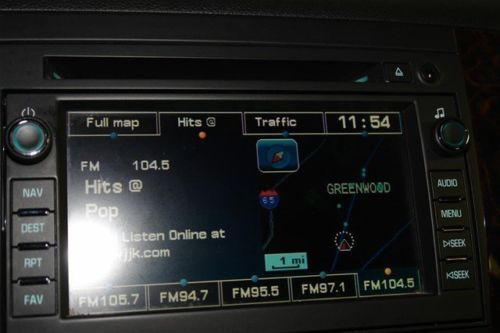 Full map
Hits @
Traffic
11:54
FM 104.5
Hits @
Pop
Listen Online at
jjk.com
65
GREENWOOD
1 mi
FM105.7
FM94.7
FM95.5
FM97.1
FM104.5
NAV
DEST
RPT
FAV
AUDIO
MENU
SEEK
SEEK